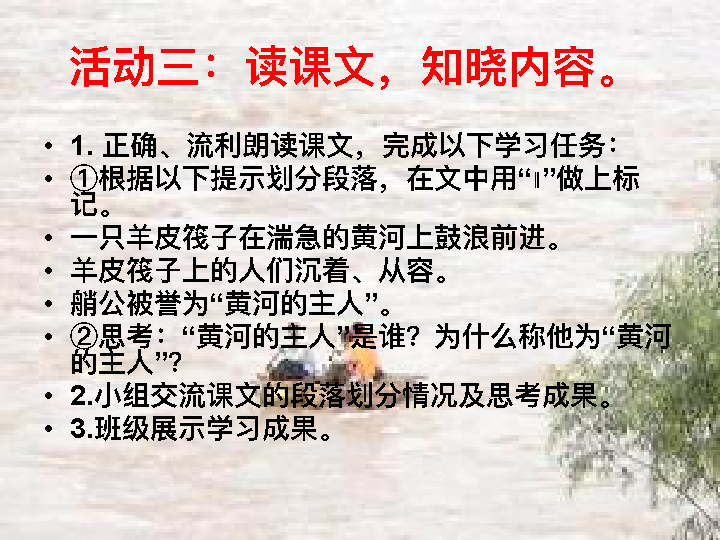 活动三：读课文，知晓内容。
• 1. 正确、流利朗读课文，完成以下学习任务：
• ①根据以下提示划分段落，在文中用“‖”做上标
记。
• 一只羊皮筏子在湍急的黄河上鼓浪前进。
• 羊皮筏子上的人们沉着、从容。
• 艄公被誉为“黄河的主人”。
• ②思考：“黄河的主人”是谁？为什么称他为“黄河
的主人”？
• 2.小组交流课文的段落划分情况及思考成果。
• 3.班级展示学习成果。